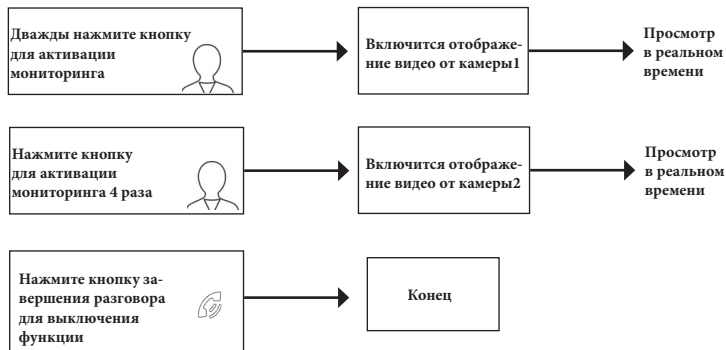 Дважды нажмите кнопку
для активации
мониторинга
Включится отображе-
ние видео от камеры1
Просмотр
в реальном
времени
Нажмите кнопку
для активации
мониторинга 4 раза
Включится отображе-
ние видео от камеры2
Просмотр
в реальном
времени
Нажмите кнопку за-
вершения разговора
для выключения
функции
Конец